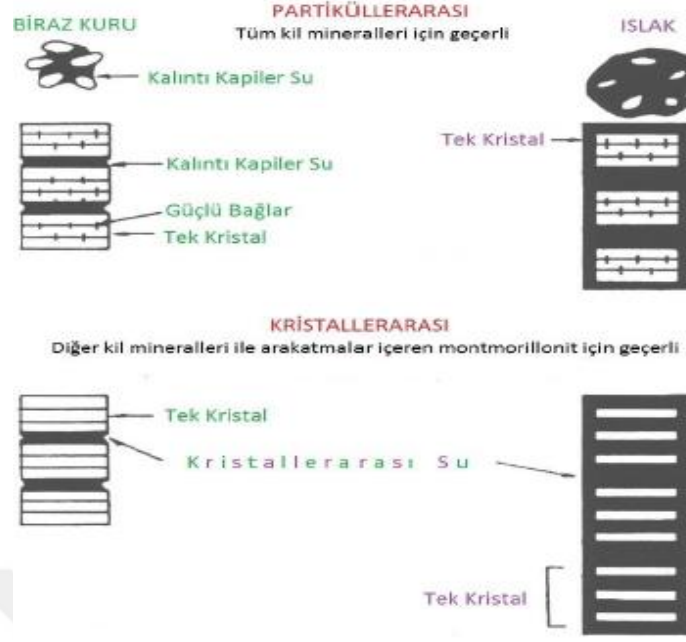 PARTİKÜLLERARASI
BİRAZ KURU
Tüm kil mineralleri için geçerli
ISLAK
Kalıntı Kapiler Su
Tek Kristal
Kalıntı Kapiler Su
Güçlü Bağlar
Tek Kristal
KRİSTALLERARASI
Diğer kil mineralleri ile arakatmalar içeren montmorillonit için geçerli
Tek Kristal
Kristallerarası Su
Tek Kristal